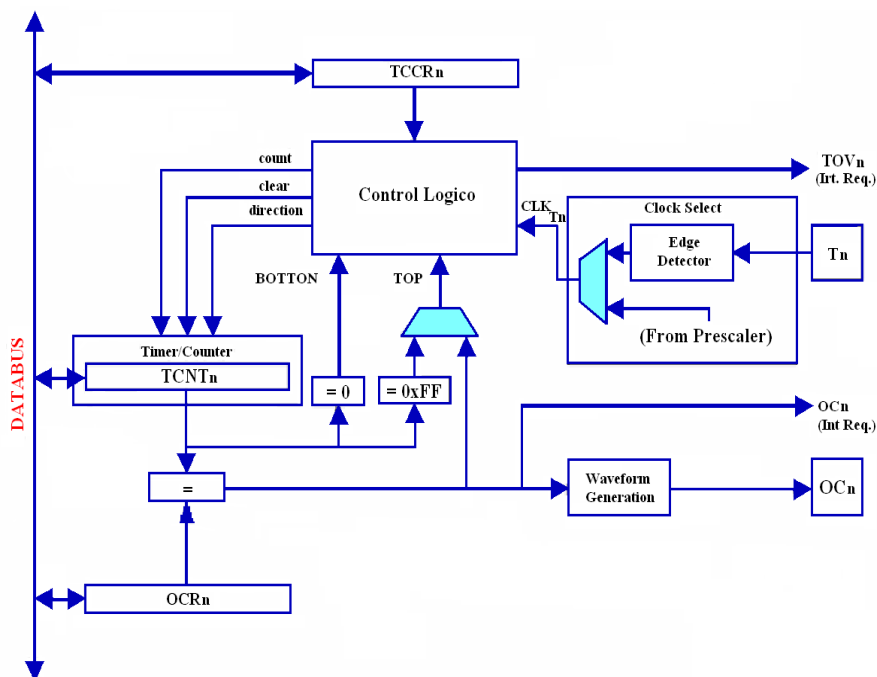 TCCRn
count
clear
direction
Control Logico
TOVn
(Irt. Req.)
CLK
Tn
Clock Select
Edge
Detector
Tn
(From Prescaler)
BOTTON
TOP
Timer/Counter
TCNTn
= 0
= 0xFF
DATABUS
OCn
(Int Req.)
=
Waveform
Generation
OCn
OCRn